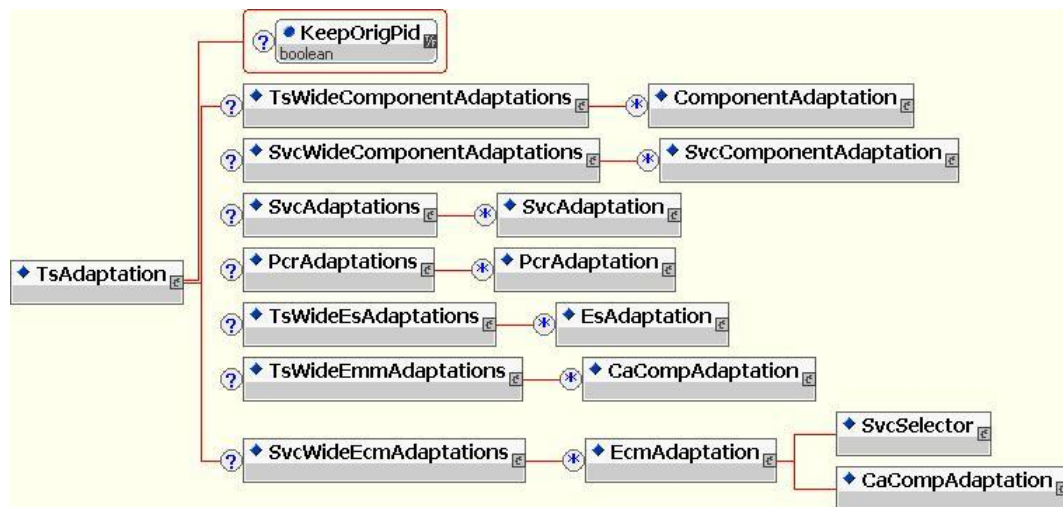 KeepOrigPid
boolean
TsWideComponentAdaptations
ComponentAdaptation
SvcWideComponentAdaptations
SvcComponentAdaptation
SvcAdaptations
SvcAdaptation
TsAdaptation
PcrAdaptations
PcrAdaptation
TsWideEsAdaptations
EsAdaptation
TsWideEmmAdaptations
CaCompAdaptation
SvcWideEcmAdaptations
EcmAdaptation
SvcSelector
CaCompAdaptation